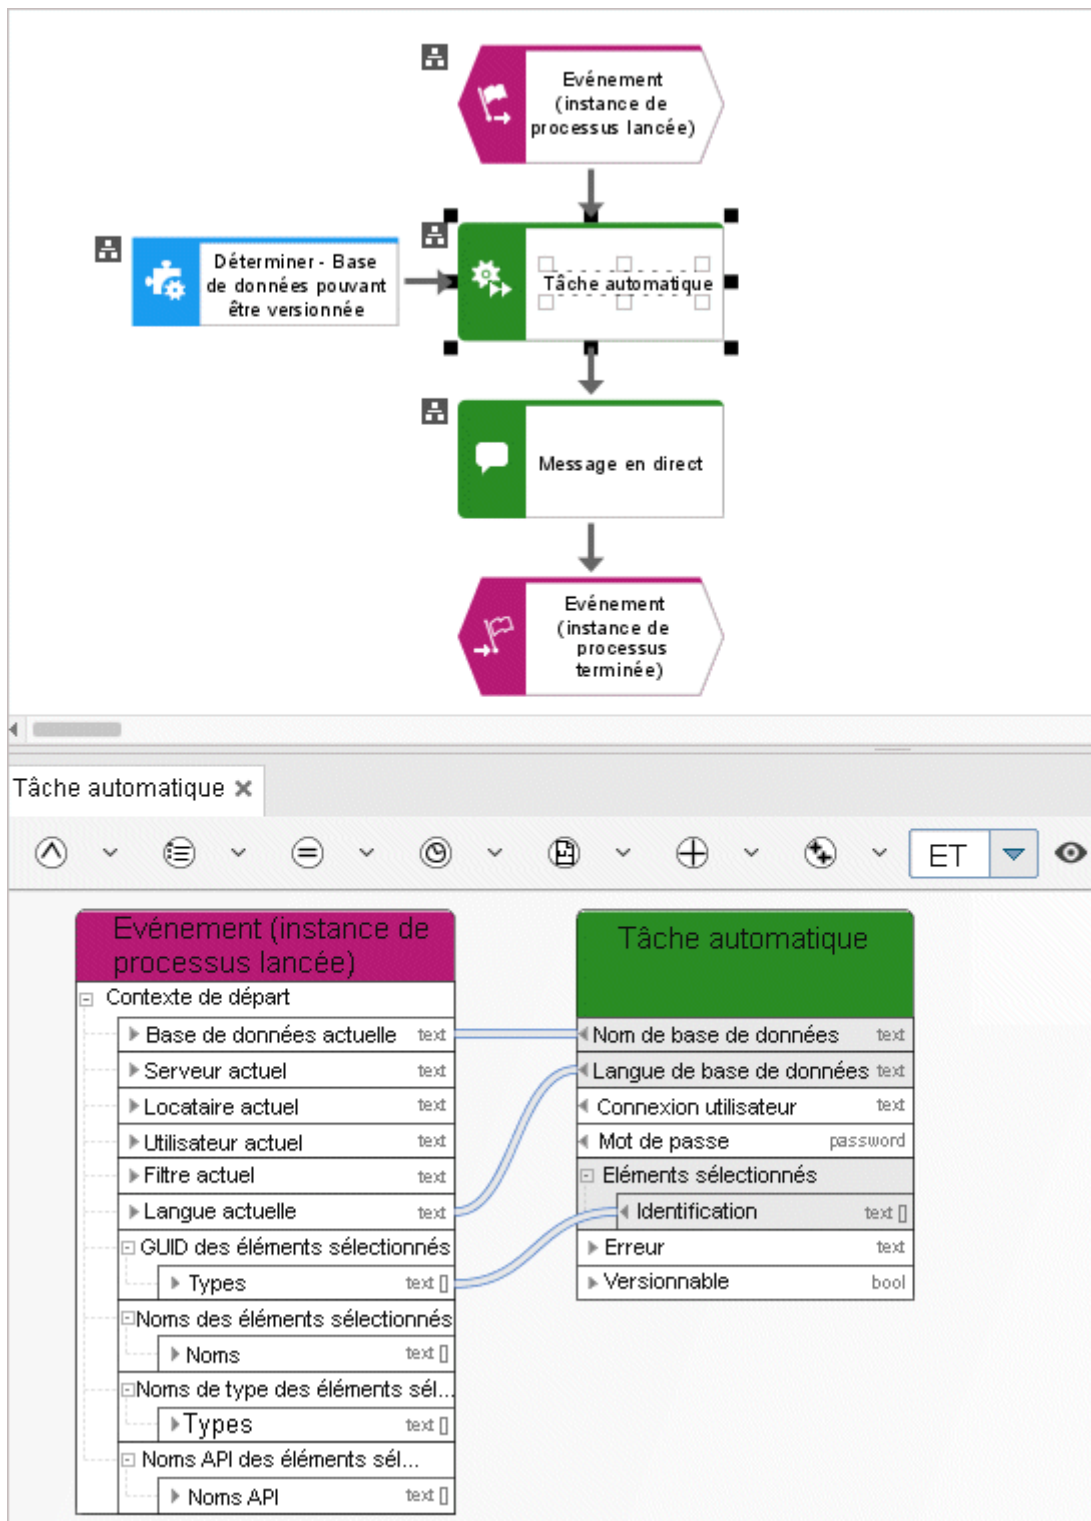 Evénement
(instance de
processus lancée)
Déterminer - Base
de données pouvant
être versionnée
Tâche automatique
Message en direct
Evénement
(instance de
processus
terminée)
Tâche automatique
ET
Evénement (instance de
processus lancée)
Contexte de départ
Base de données actuelle text
Serveur actuel text
Locataire actuel text
Utilisateur actuel text
Filtre actuel text
Langue actuelle text
GUID des éléments sélectionnés
Types text []
Noms des éléments sélectionnés
Noms text []
Noms de type des éléments sél...
Types text []
Noms API des éléments sél...
Noms API text []
Tâche automatique
Nom de base de données text
Langue de base de données text
Connexion utilisateur text
Mot de passe password
Eléments sélectionnés
Identification text []
Erreur text
Versionnable bool